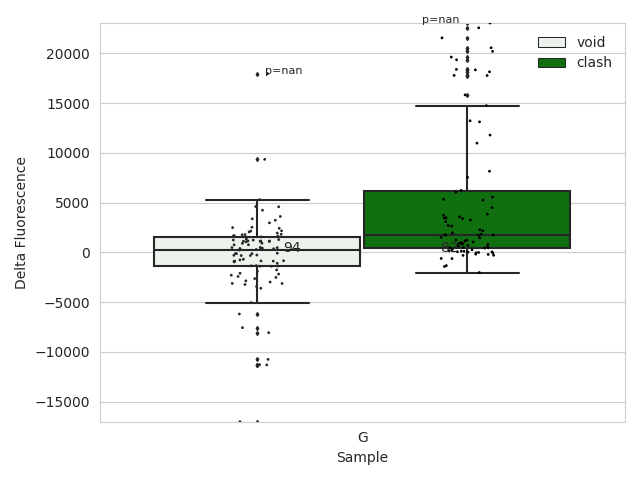 p=nan
20000
void
clash
p=nan
15000
10000
5000
94
0
−5000
−10000
−15000
Delta Fluorescence
G
Sample